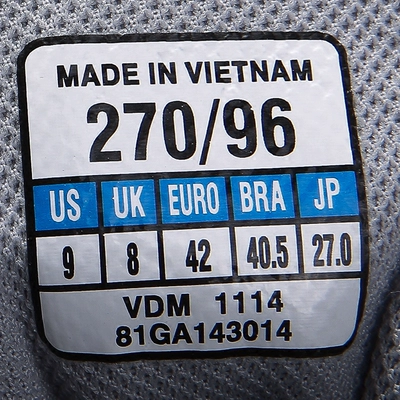 MADE IN VIETNAM
270/96
US UK EURO BRA JP
9 8 42 40.5 27.0
VDM 1114
81GA143014